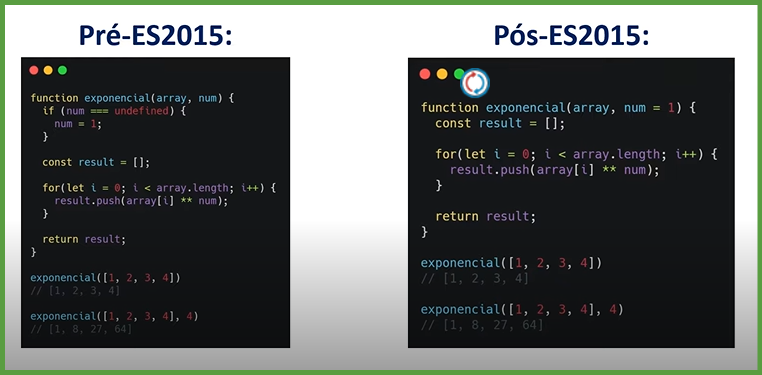 Pré-ES2015:
function exponencial(array, num) {
if (num === undefined) {
num = 1;
}
const result = [];
for(let i = 0; i < array.length; i++) {
result.push(array[i] ** num);
}
return result;
}
exponencial([1, 2, 3, 4])
// [1, 2, 3, 4]
exponencial([1, 2, 3, 4], 4)
// [1, 8, 27, 64]
Pós-ES2015:
function exponencial(array, num = 1) {
const result = [];
for(let i = 0; i < array.length; i++) {
result.push(array[i] ** num);
}
return result;
}
exponencial([1, 2, 3, 4])
// [1, 2, 3, 4]
exponencial([1, 2, 3, 4], 4)
// [1, 8, 27, 64]